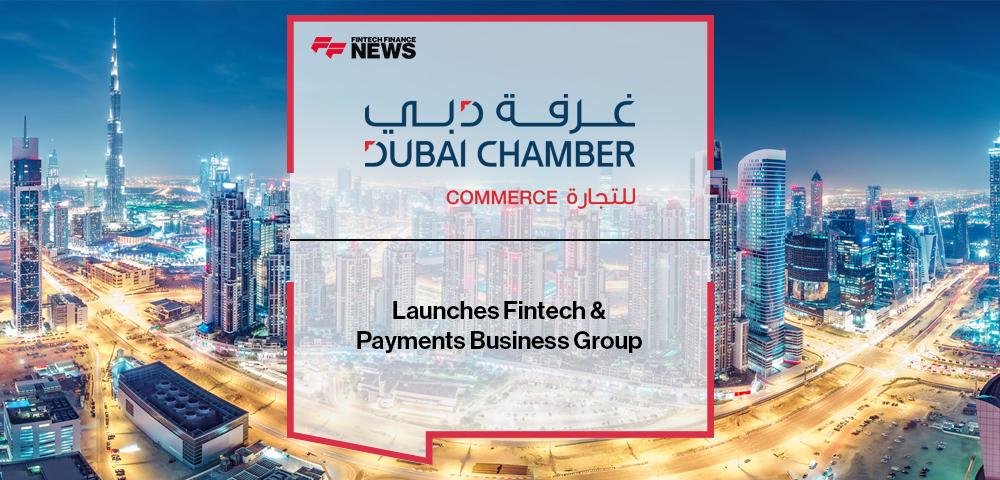 FINTECH FINANCE
NEWS
غرفة دبي
DUBAI CHAMBER
COMMERCE للتجارة
Launches Fintech &
Payments Business Group